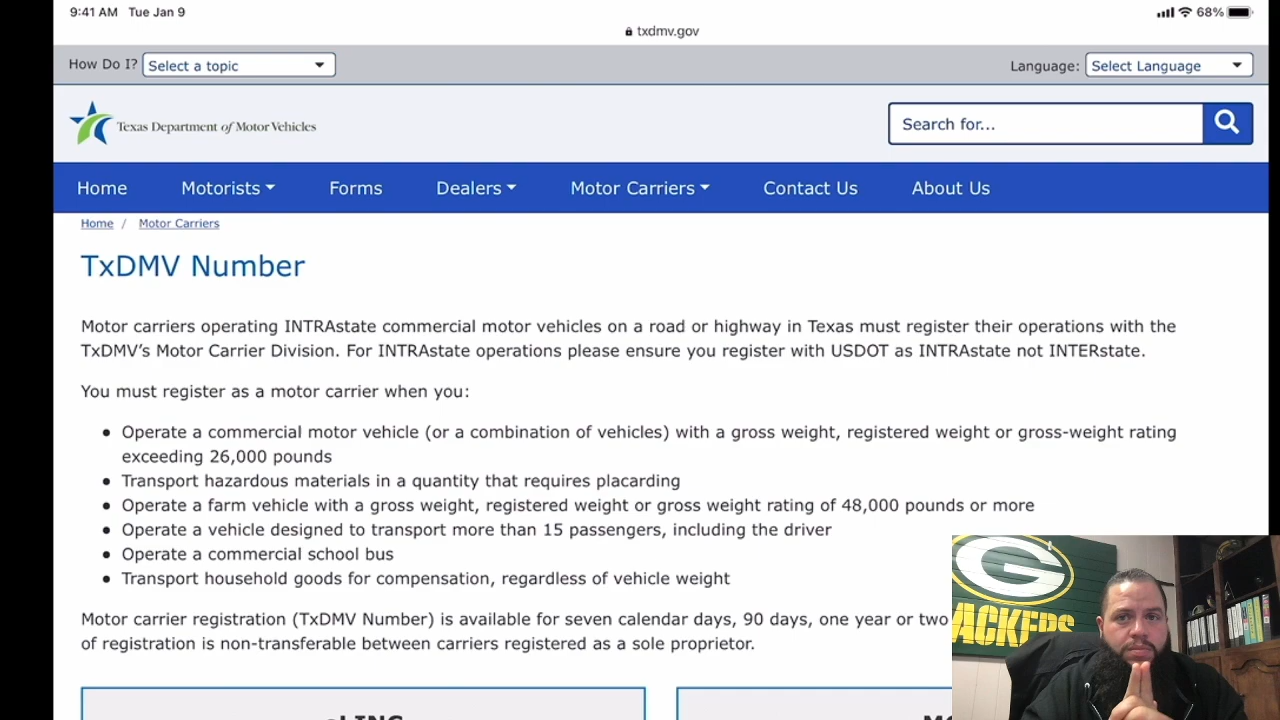 9:41 AM Tue Jan 9
68%
txdmv.gov
How Do I? Select a topic
Language: Select Language
Texas Department of Motor Vehicles
Search for...
Home Motorists Forms Dealers Motor Carriers Contact Us About Us
Home / Motor Carriers
TxDMV Number
Motor carriers operating INTRAstate commercial motor vehicles on a road or highway in Texas must register their operations with the
TxDMV's Motor Carrier Division. For INTRAstate operations please ensure you register with USDOT as INTRAstate not INTERstate.
You must register as a motor carrier when you:
• Operate a commercial motor vehicle (or a combination of vehicles) with a gross weight, registered weight or gross-weight rating
exceeding 26,000 pounds
• Transport hazardous materials in a quantity that requires placarding
• Operate a farm vehicle with a gross weight, registered weight or gross weight rating of 48,000 pounds or more
• Operate a vehicle designed to transport more than 15 passengers, including the driver
• Operate a commercial school bus
• Transport household goods for compensation, regardless of vehicle weight
Motor carrier registration (TxDMV Number) is available for seven calendar days, 90 days, one year or two
of registration is non-transferable between carriers registered as a sole proprietor.
G
ACKERS